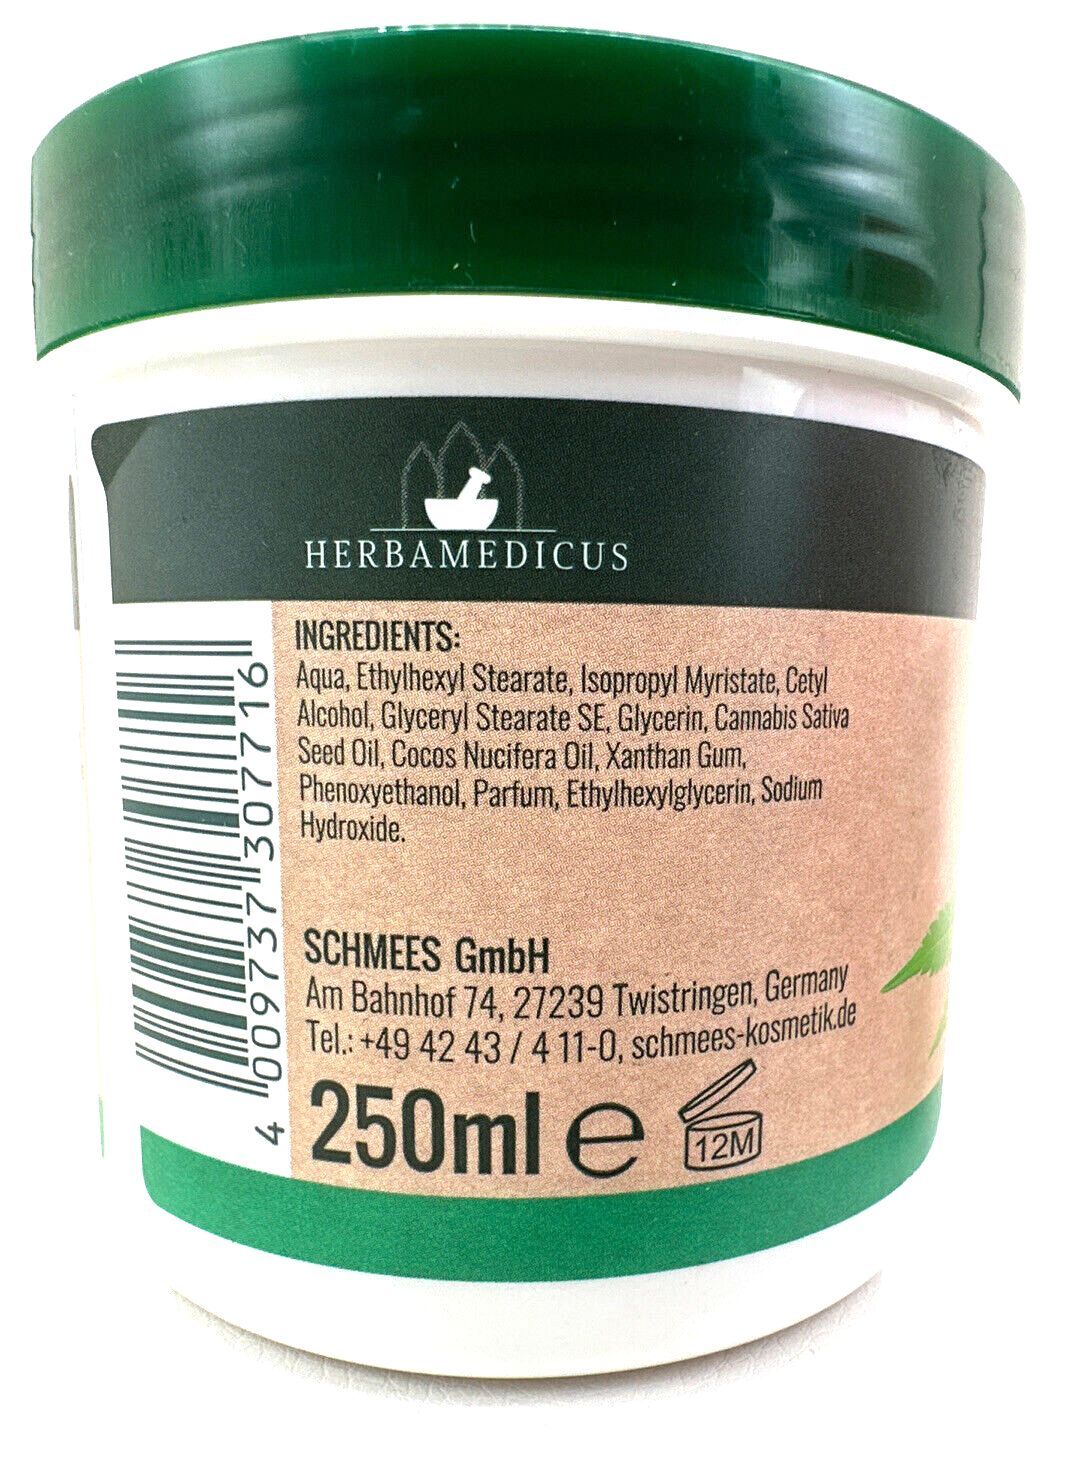 HERBAMEDICUS
INGREDIENTS:
Aqua, Ethylhexyl Stearate, Isopropyl Myristate, Cetyl
Alcohol, Glyceryl Stearate SE, Glycerin, Cannabis Sativa
Seed Oil, Cocos Nucifera Oil, Xanthan Gum,
Phenoxyethanol, Parfum, Ethylhexylglycerin, Sodium
Hydroxide.
SCHMEES GmbH
Am Bahnhof 74, 27239 Twistringen, Germany
Tel.: +49 42 43 / 4 11-0, schmees-kosmetik.de
250ml e
12M
4 009737 307716